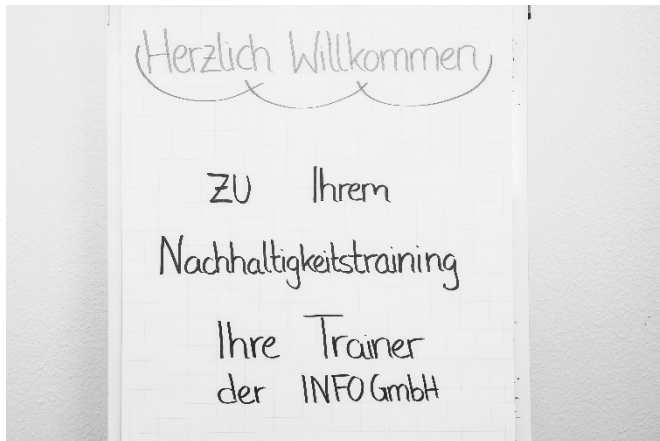 Herzlich Willkommen
zu Ihrem
Nachhaltigkeitstraining
Ihre Trainer
der INFO GmbH